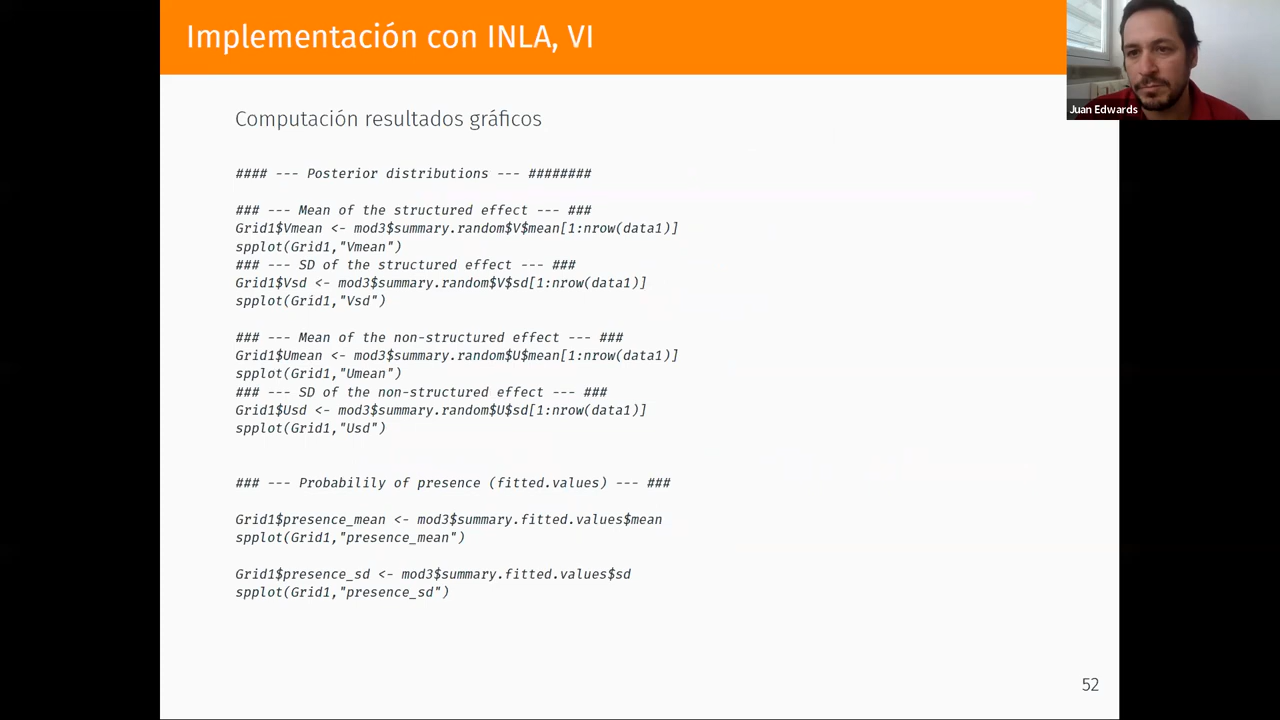 Implementación con INLA, VI
Juan Edwards
Computación resultados gráficos
#### --- Posterior distributions --- ########
### --- Mean of the structured effect --- ###
Grid1$Vmean <- mod3$summary.random$V$mean[1:nrow(data1)]
spplot(Grid1,"Vmean")
### --- SD of the structured effect --- ###
Grid1$Vsd <- mod3$summary.random$V$sd[1:nrow(data1)]
spplot(Grid1,"Vsd")
### --- Mean of the non-structured effect --- ###
Grid1$Umean <- mod3$summary.random$U$mean[1:nrow(data1)]
spplot(Grid1,"Umean")
### --- SD of the non-structured effect --- ###
Grid1$Usd <- mod3$summary.random$U$sd[1:nrow(data1)]
spplot(Grid1,"Usd")
### --- Probabilily of presence (fitted.values) --- ###
Grid1$presence_mean <- mod3$summary.fitted.values$mean
spplot(Grid1,"presence_mean")
Grid1$presence_sd <- mod3$summary.fitted.values$sd
spplot(Grid1,"presence_sd")
52